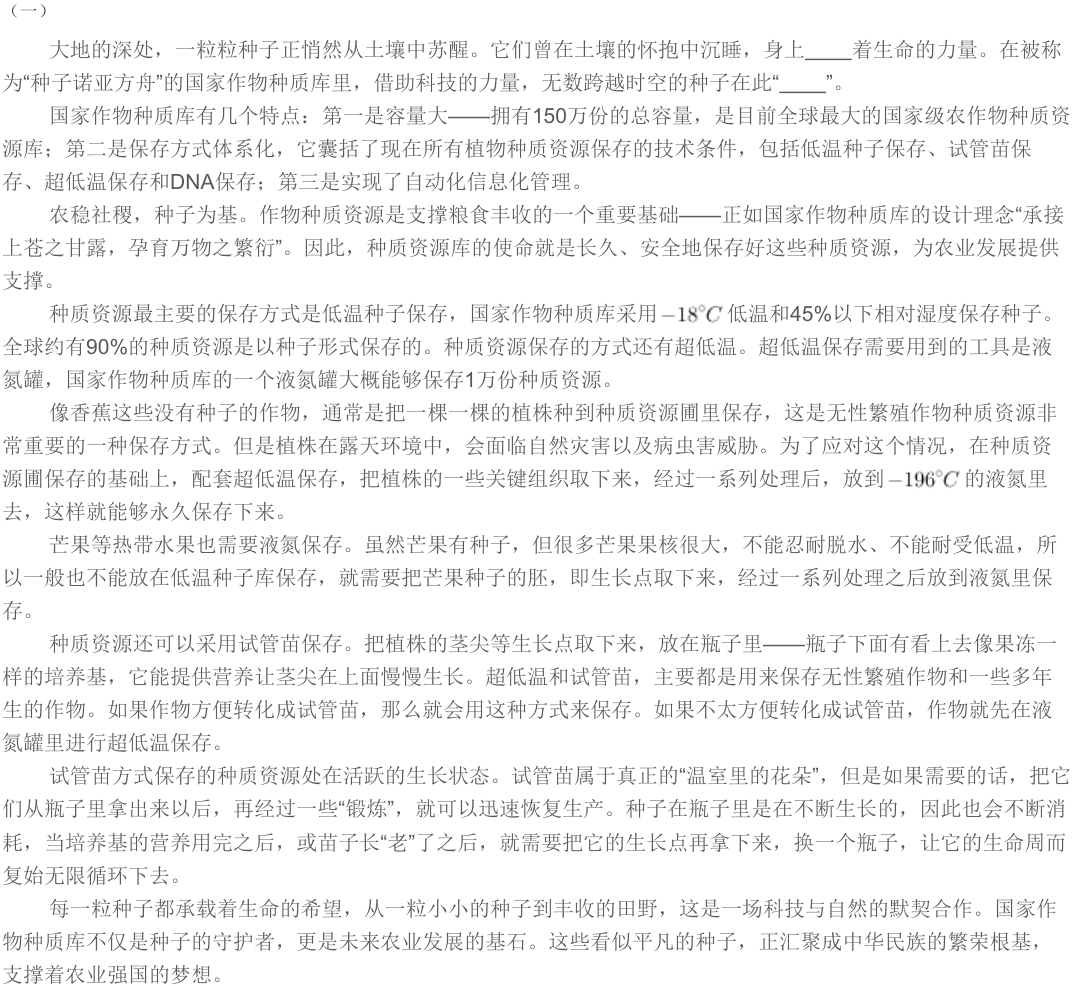 （一）
大地的深处，一粒粒种子正悄然从土壤中苏醒。它们曾在土壤的怀抱中沉睡，身上____着生命的力量。在被称
为“种子诺亚方舟”的国家作物种质库里，借助科技的力量，无数跨越时空的种子在此“____”。
国家作物种质库有几个特点：第一是容量大——拥有150万份的总容量，是目前全球最大的国家级农作物种质资
源库；第二是保存方式体系化，它囊括了现在所有植物种质资源保存的技术条件，包括低温种子保存、试管苗保
存、超低温保存和DNA保存；第三是实现了自动化信息化管理。
农稳社稷，种子为基。作物种质资源是支撑粮食丰收的一个重要基础——正如国家作物种质库的设计理念“承接
上苍之甘露，孕育万物之繁衍”。因此，种质资源库的使命就是长久、安全地保存好这些种质资源，为农业发展提供
支撑。
种质资源最主要的保存方式是低温种子保存，国家作物种质库采用−18°C低温和45%以下相对湿度保存种子。
全球约有90%的种质资源是以种子形式保存的。种质资源保存的方式还有超低温。超低温保存需要用到的工具是液
氮罐，国家作物种质库的一个液氮罐大概能够保存1万份种质资源。
像香蕉这些没有种子的作物，通常是把一棵一棵的植株种到种质资源圃里保存，这是无性繁殖作物种质资源非
常重要的一种保存方式。但是植株在露天环境中，会面临自然灾害以及病虫害威胁。为了应对这个情况，在种质资
源圃保存的基础上，配套超低温保存，把植株的一些关键组织取下来，经过一系列处理后，放到−196°C的液氮里
去，这样就能够永久保存下来。
芒果等热带水果也需要液氮保存。虽然芒果有种子，但很多芒果果核很大，不能忍耐脱水、不能耐受低温，所
以一般也不能放在低温种子库保存，就需要把芒果种子的胚，即生长点取下来，经过一系列处理之后放到液氮里保
存。
种质资源还可以采用试管苗保存。把植株的茎尖等生长点取下来，放在瓶子里——瓶子下面有看上去像果冻一
样的培养基，它能提供营养让茎尖在上面慢慢生长。超低温和试管苗，主要都是用来保存无性繁殖作物和一些多年
生的作物。如果作物方便转化成试管苗，那么就会用这种方式来保存。如果不太方便转化成试管苗，作物就先在液
氮罐里进行超低温保存。
试管苗方式保存的种质资源处在活跃的生长状态。试管苗属于真正的“温室里的花朵”，但是如果需要的话，把它
们从瓶子里拿出来以后，再经过一些“锻炼”，就可以迅速恢复生产。种子在瓶子里是在不断生长的，因此也会不断消
耗，当培养基的营养用完之后，或苗子长“老”了之后，就需要把它的生长点再拿下来，换一个瓶子，让它的生命周而
复始无限循环下去。
每一粒种子都承载着生命的希望，从一粒小小的种子到丰收的田野，这是一场科技与自然的默契合作。国家作
物种质库不仅是种子的守护者，更是未来农业发展的基石。这些看似平凡的种子，正汇聚成中华民族的繁荣根基，
支撑着农业强国的梦想。